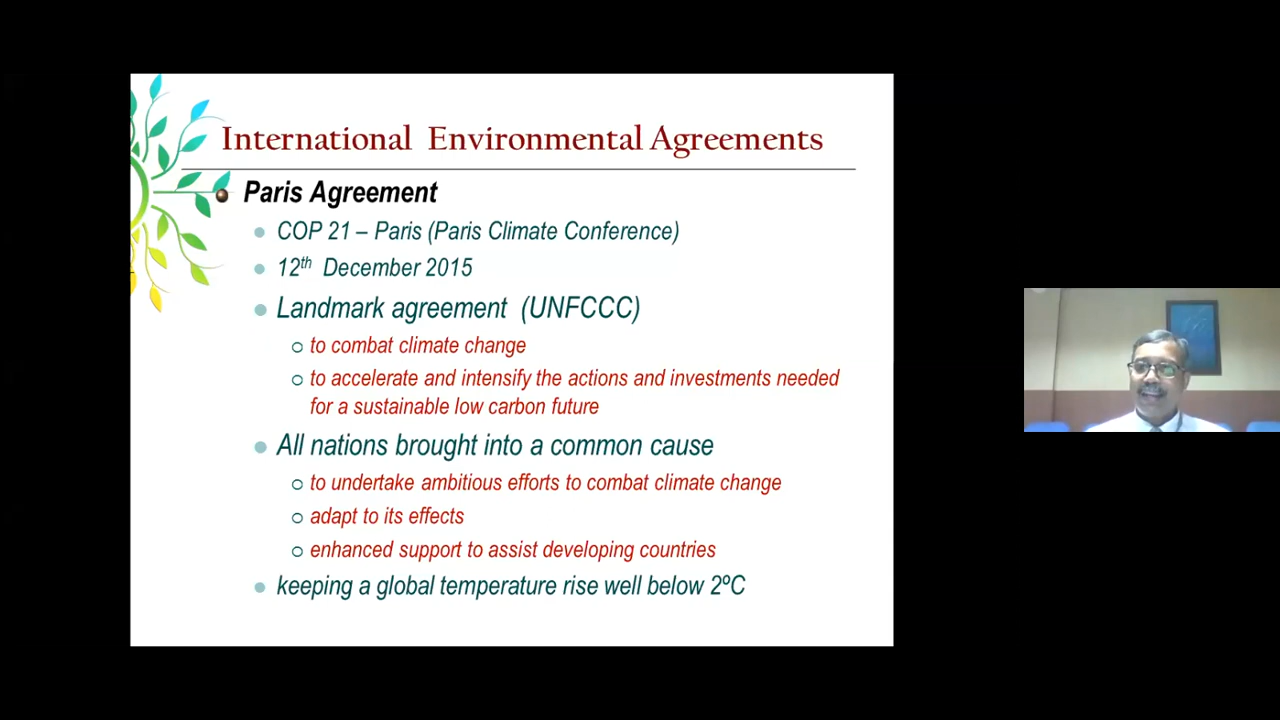 International Environmental Agreements
Paris Agreement
COP 21 – Paris (Paris Climate Conference)
12th December 2015
Landmark agreement (UNFCCC)
to combat climate change
to accelerate and intensify the actions and investments needed
for a sustainable low carbon future
All nations brought into a common cause
to undertake ambitious efforts to combat climate change
adapt to its effects
enhanced support to assist developing countries
keeping a global temperature rise well below 2ºC